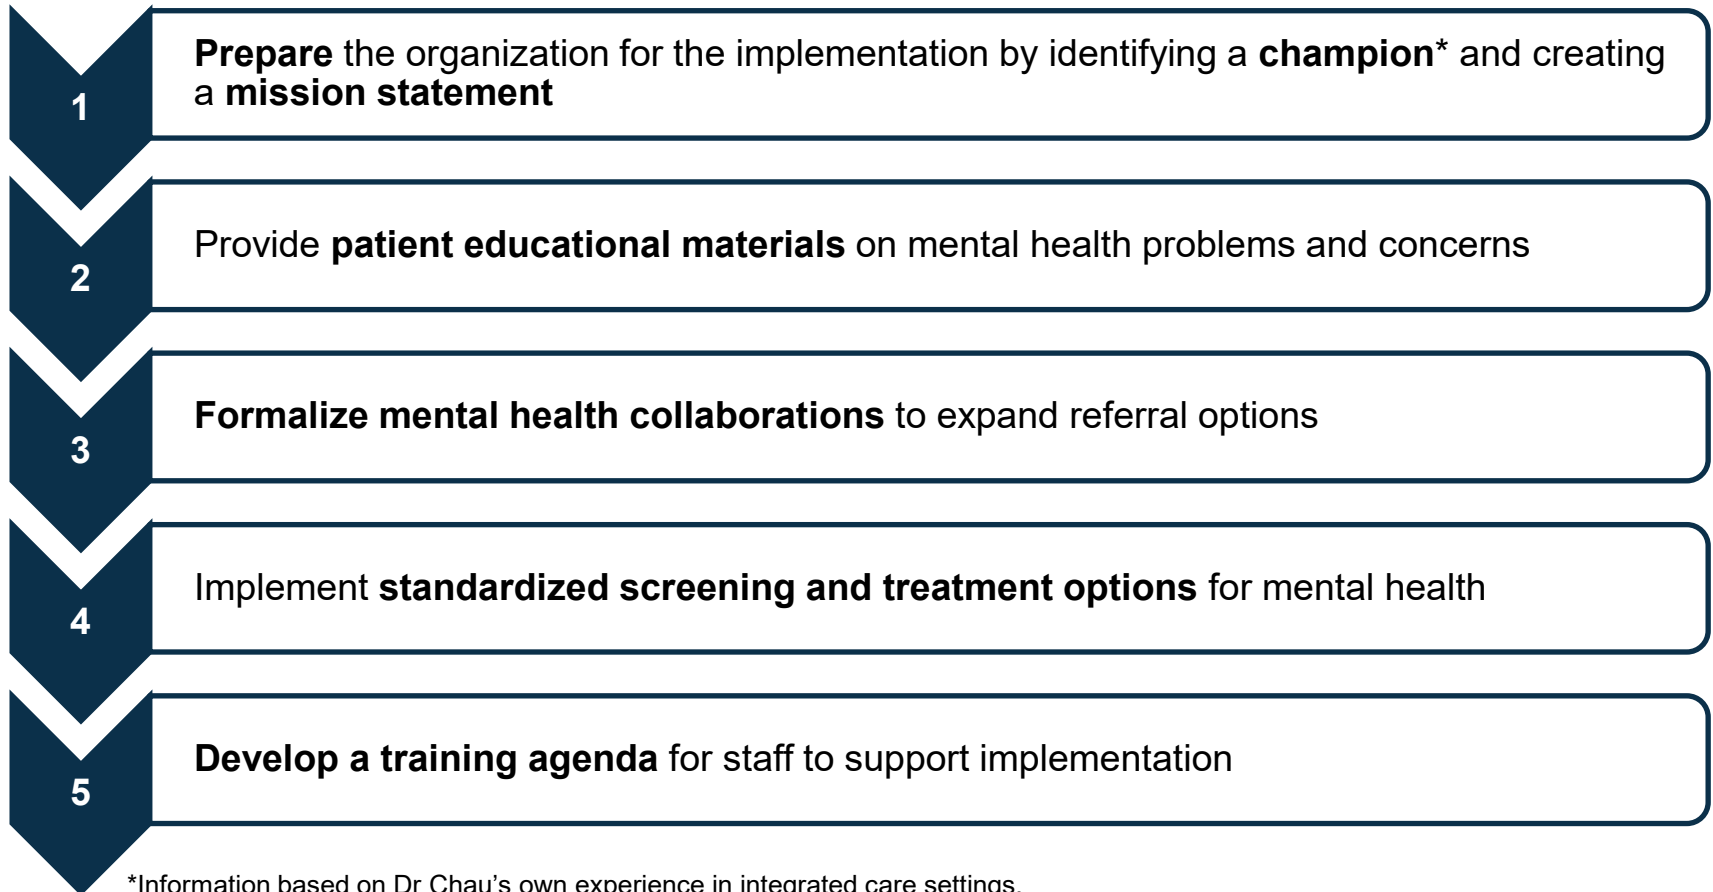 1
Prepare the organization for the implementation by identifying a champion* and creating
a mission statement
2
Provide patient educational materials on mental health problems and concerns
3
Formalize mental health collaborations to expand referral options
4
Implement standardized screening and treatment options for mental health
5
Develop a training agenda for staff to support implementation
*Information based on Dr Chau's own experience in integrated care settings.